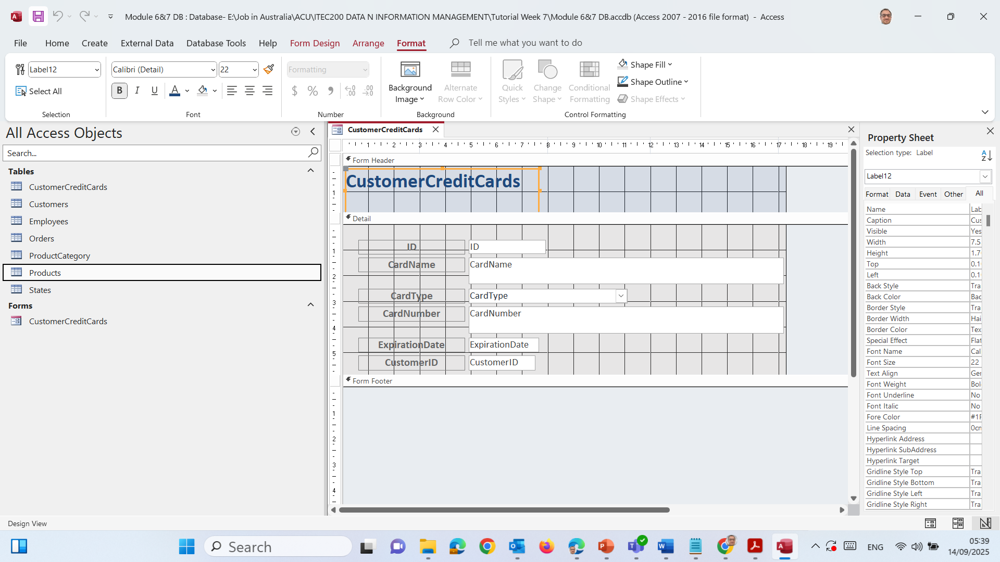 Module 6&7 DB : Database- E:\Job in Australia\ACU\ITEC200 DATA N INFORMATION MANAGEMENT\Tutorial Week 7\Module 6&7 DB.accdb (Access 2007 - 2016 file format) - Access
File Home Create External Data Database Tools Help Form Design Arrange Format Tell me what you want to do
Label12
Select All
Selection
Calibri (Detail) 22
B I U A
Font
Formatting
$ % 9 .00 .00
Number
Background Image
Alternate Row Color
Background
Quick Styles
Change Shape
Conditional Formatting
Shape Fill
Shape Outline
Shape Effects
Control Formatting
All Access Objects
Search...
Tables
CustomerCreditCards
Customers
Employees
Orders
ProductCategory
Products
States
Forms
CustomerCreditCards
CustomerCreditCards
1 2 3 4 5 6 7 8 9 10 11 12 13 14 15 16 17 18 19
Form Header
CustomerCreditCards
1
Detail
ID ID
1
CardName CardName
2
CardType CardType
3
CardNumber CardNumber
4
ExpirationDate ExpirationDate
5
CustomerID CustomerID
Form Footer
1
2
3
4
Property Sheet
Selection type: Label
A
Z
Label12
Format Data Event Other All
Name Lab
Caption Cus
Visible Yes
Width 7.5
Height 1.7
Top 0.1
Left 0.1
Back Style Tra
Back Color Bac
Border Style Tra
Border Width Hai
Border Color Tex
Special Effect Flat
Font Name Cal
Font Size 22
Text Align Ger
Font Weight Bol
Font Underline No
Font Italic No
Fore Color #1F
Line Spacing 0cm
Hyperlink Address
Hyperlink SubAddress
Hyperlink Target
Gridline Style Top Tra
Gridline Style Bottom Tra
Gridline Style Left Tra
Gridline Style Right Tra
Design View
Search
ENG
05:39
14/09/2025